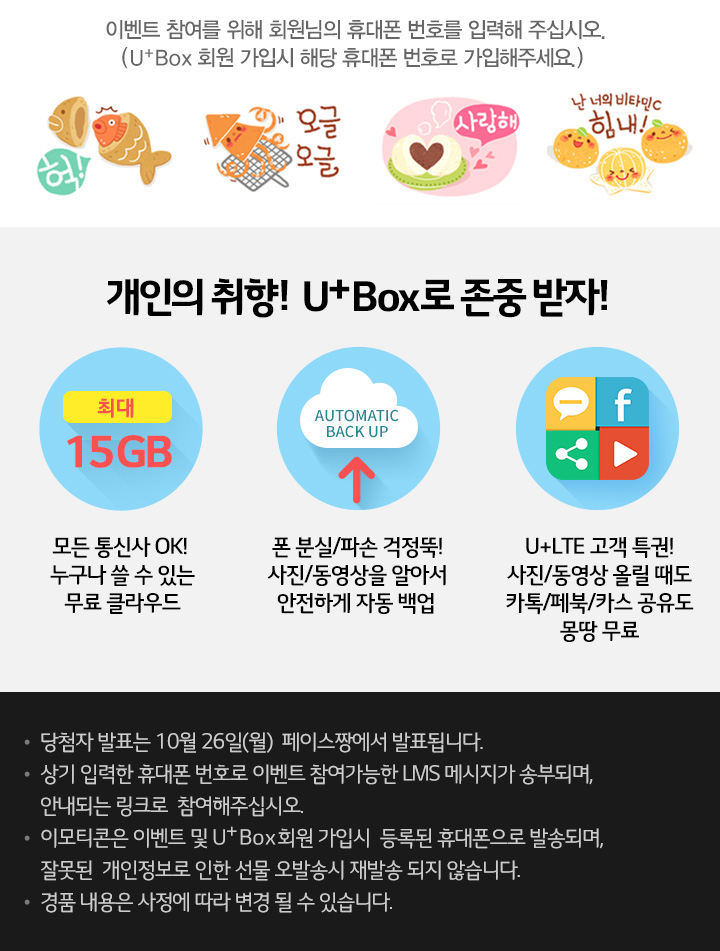 이벤트 참여를 위해 회원님의 휴대폰 번호를 입력해 주십시오.
(U+Box 회원 가입시 해당 휴대폰 번호로 가입해주세요.)
헉!
오글
오글
사랑해
난 너의 비타민C
힘내!
개인의 취향! U+Box로 존중 받자!
최대
15GB
AUTOMATIC
BACK UP
f
모든 통신사 OK!
누구나 쓸 수 있는
무료 클라우드
폰 분실/파손 걱정뚝!
사진/동영상을 알아서
안전하게 자동 백업
U+LTE 고객 특권!
사진/동영상 올릴 때도
카톡/페북/카스 공유도
몽땅 무료
• 당첨자 발표는 10월 26일(월) 페이스짱에서 발표됩니다.
• 상기 입력한 휴대폰 번호로 이벤트 참여가능한 LMS 메시지가 송부되며,
안내되는 링크로 참여해주십시오.
• 이모티콘은 이벤트 및 U+Box회원 가입시 등록된 휴대폰으로 발송되며,
잘못된 개인정보로 인한 선물 오발송시 재발송 되지 않습니다.
• 경품 내용은 사정에 따라 변경 될 수 있습니다.